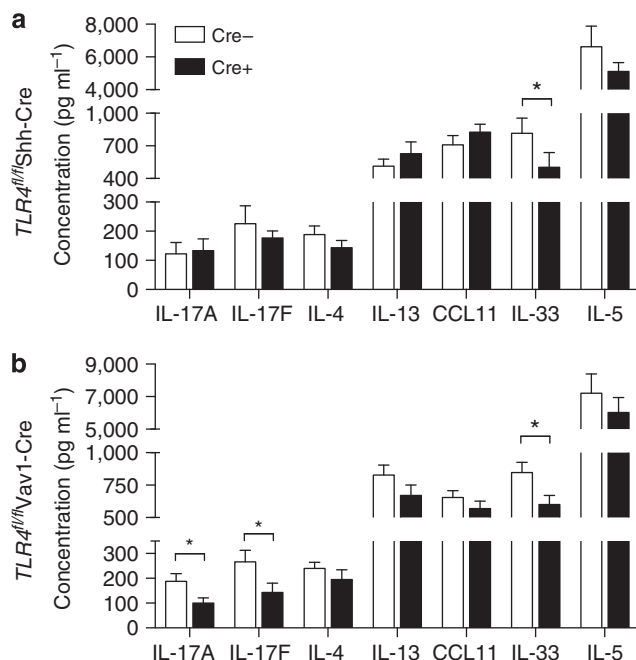 a
TLR4fl/flShh-Cre
Concentration (pg ml−1)
Cre−
Cre+
8,000
6,000
4,000
1,000
700
400
300
200
100
0
*
IL-17A IL-17F IL-4 IL-13 CCL11 IL-33 IL-5
b
TLR4fl/flVav1-Cre
Concentration (pg ml−1)
9,000
7,000
5,000
1,000
750
500
300
200
100
0
* * *
IL-17A IL-17F IL-4 IL-13 CCL11 IL-33 IL-5